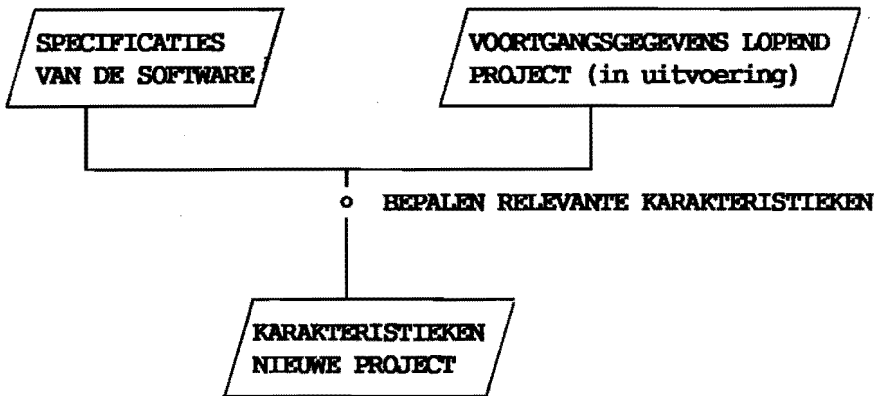 SPECIFICATIES
VAN DE SOFTWARE
VOORTGANGSGEGEVENS LOPEND
PROJECT (in uitvoering)
BEPALEN RELEVANTE KARAKTERISTIEKEN
KARAKTERISTIEKEN
NIEUWE PROJECT